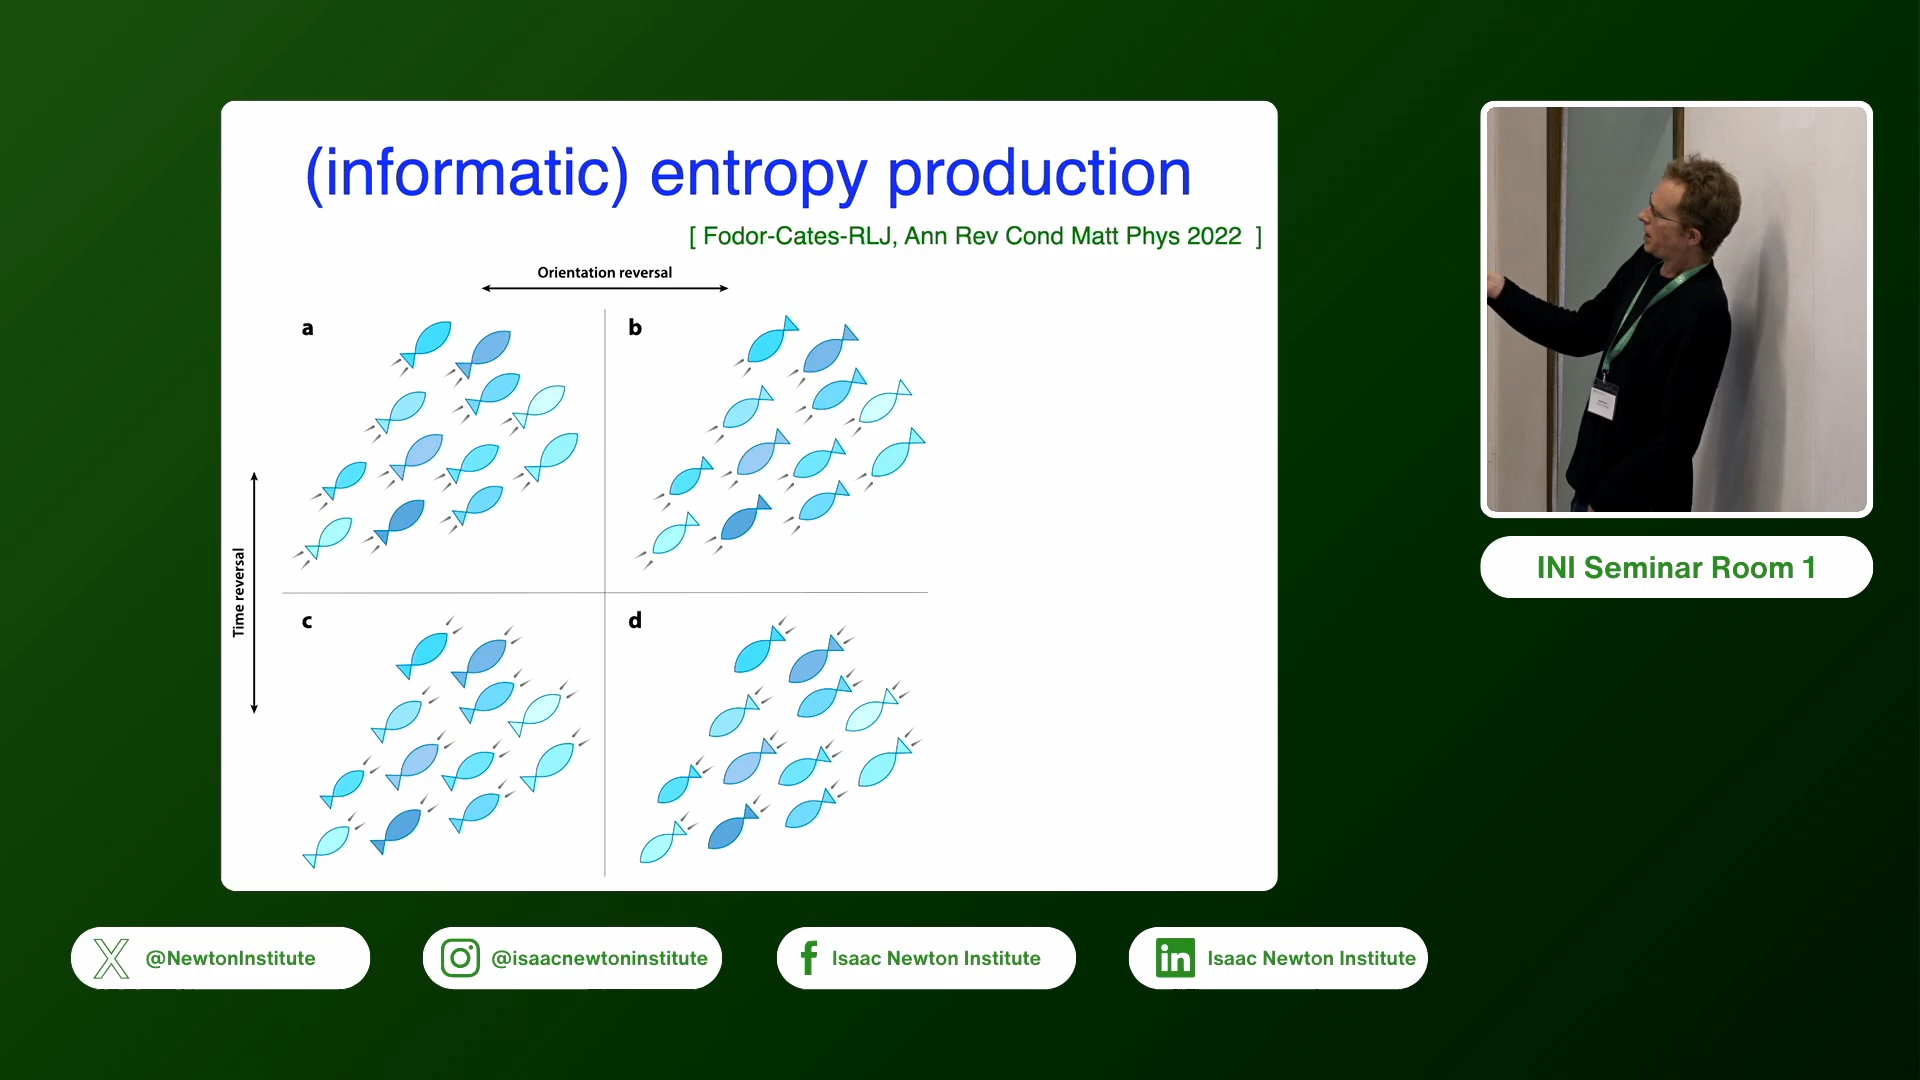 (informatic) entropy production
[ Fodor-Cates-RLJ, Ann Rev Cond Matt Phys 2022 ]
Orientation reversal
a
b
Time reversal
c
d
INI Seminar Room 1
@NewtonInstitute
@isaacnewtoninstitute
Isaac Newton Institute
Isaac Newton Institute